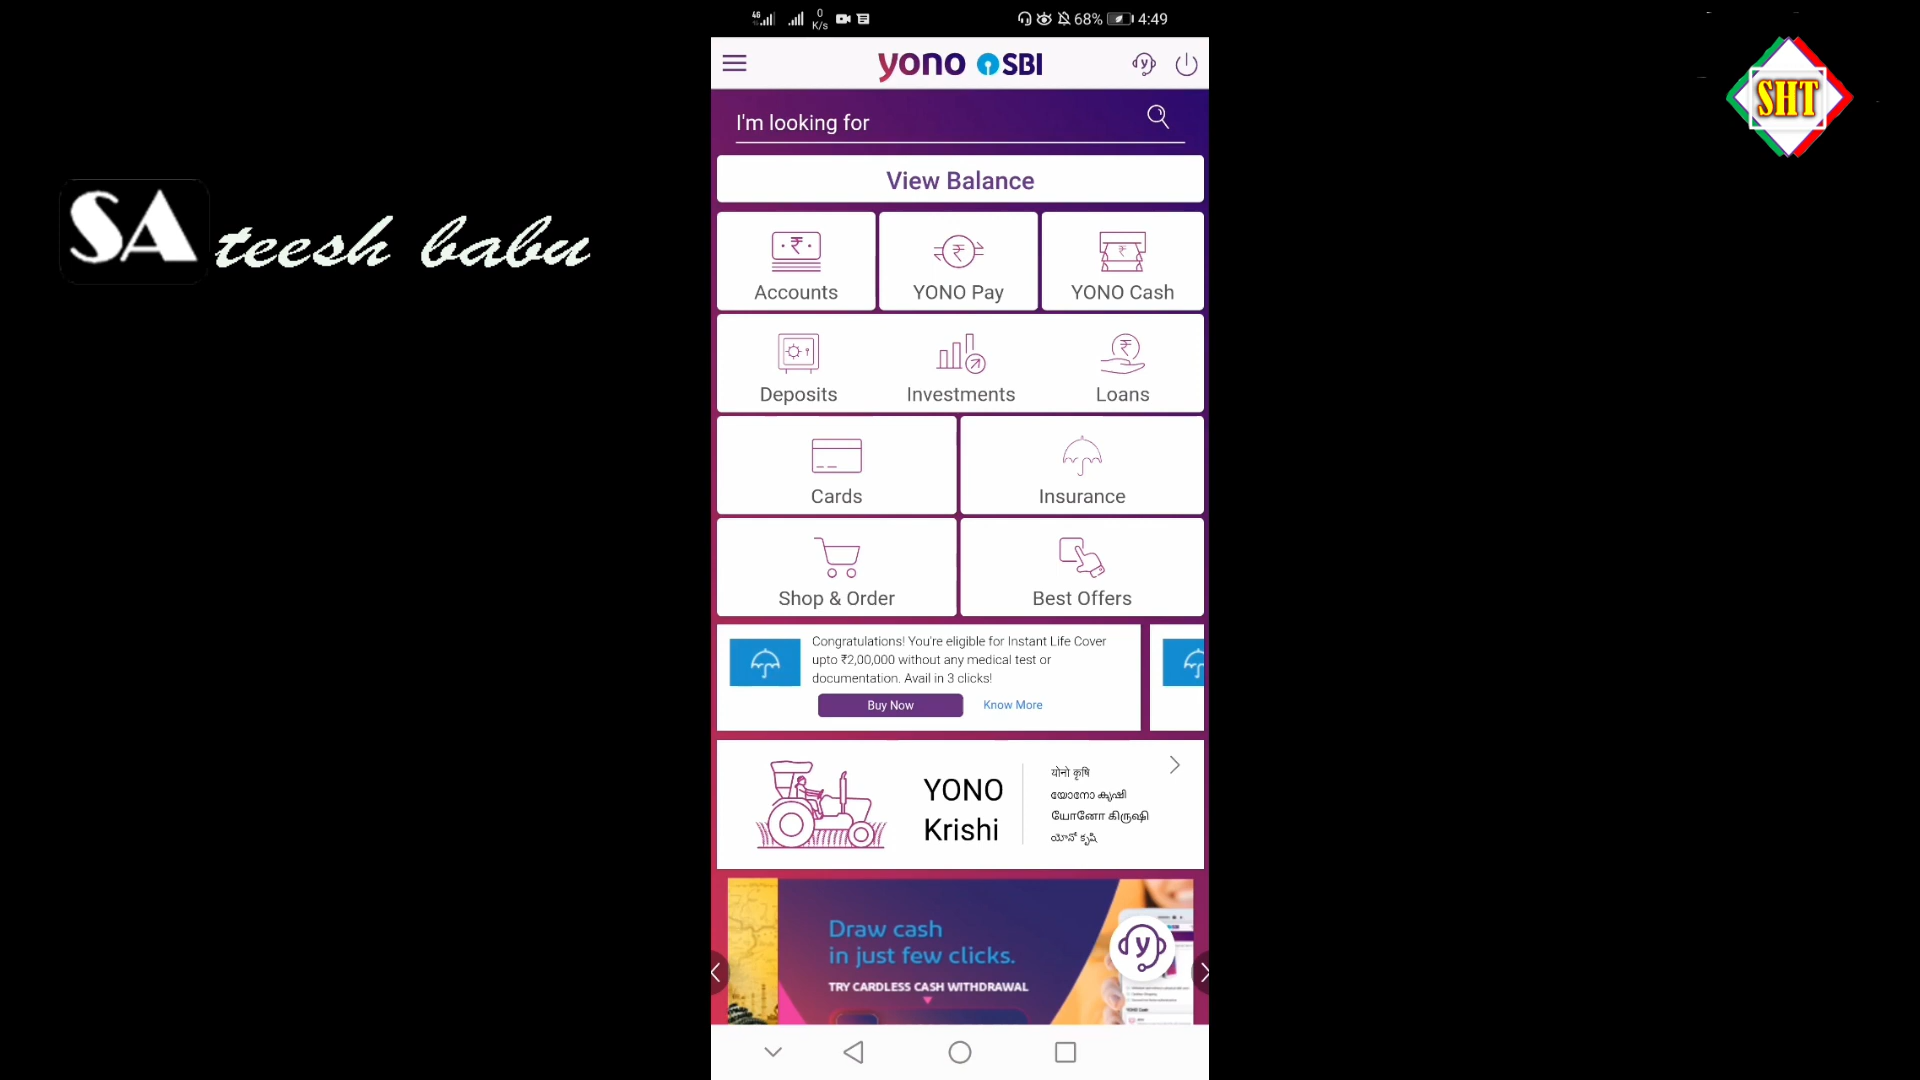 4G 0 K/s 68% 4:49
yono SBI
SHT
I'm looking for
SAteesh babu
View Balance
Accounts YONO Pay YONO Cash
Deposits Investments Loans
Cards Insurance
Shop & Order Best Offers
Congratulations! You're eligible for Instant Life Cover
upto ₹2,00,000 without any medical test or
documentation. Avail in 3 clicks!
Buy Now Know More
YONO
Krishi
योनो कृषि
യോനോ കൃഷി
யோனோ கிருஷி
యోనో కృషి
Draw cash
in just few clicks.
TRY CARDLESS CASH WITHDRAWAL